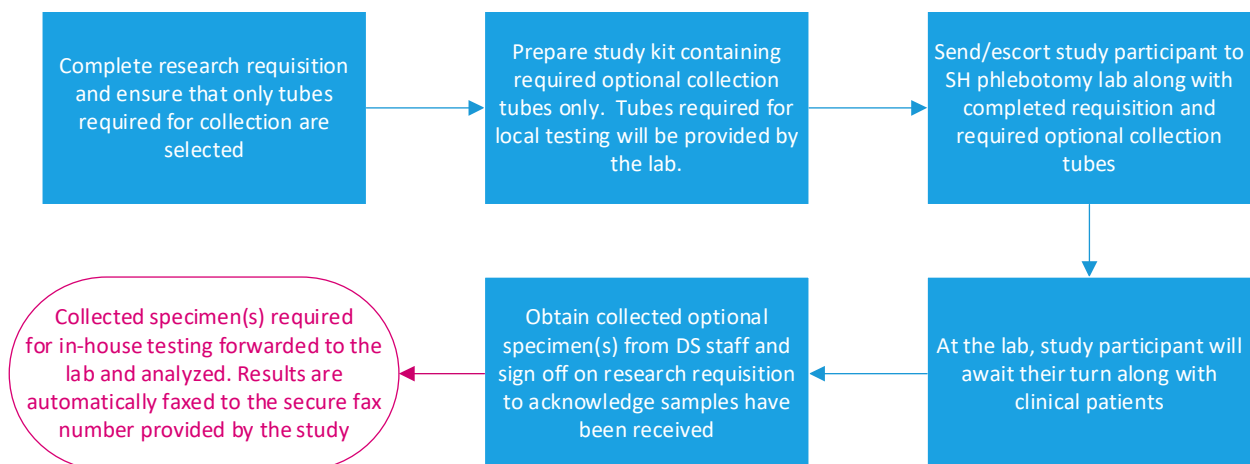 Complete research requisition
and ensure that only tubes
required for collection are
selected
Prepare study kit containing
required optional collection
tubes only.  Tubes required for
local testing will be provided by
the lab.
Send/escort study participant to
SH phlebotomy lab along with
completed requisition and
required optional collection
tubes
At the lab, study participant will
await their turn along with
clinical patients
Obtain collected optional
specimen(s) from DS staff and
sign off on research requisition
to acknowledge samples have
been received
Collected specimen(s) required
for in-house testing forwarded to the
lab and analyzed. Results are
automatically faxed to the secure fax
number provided by the study